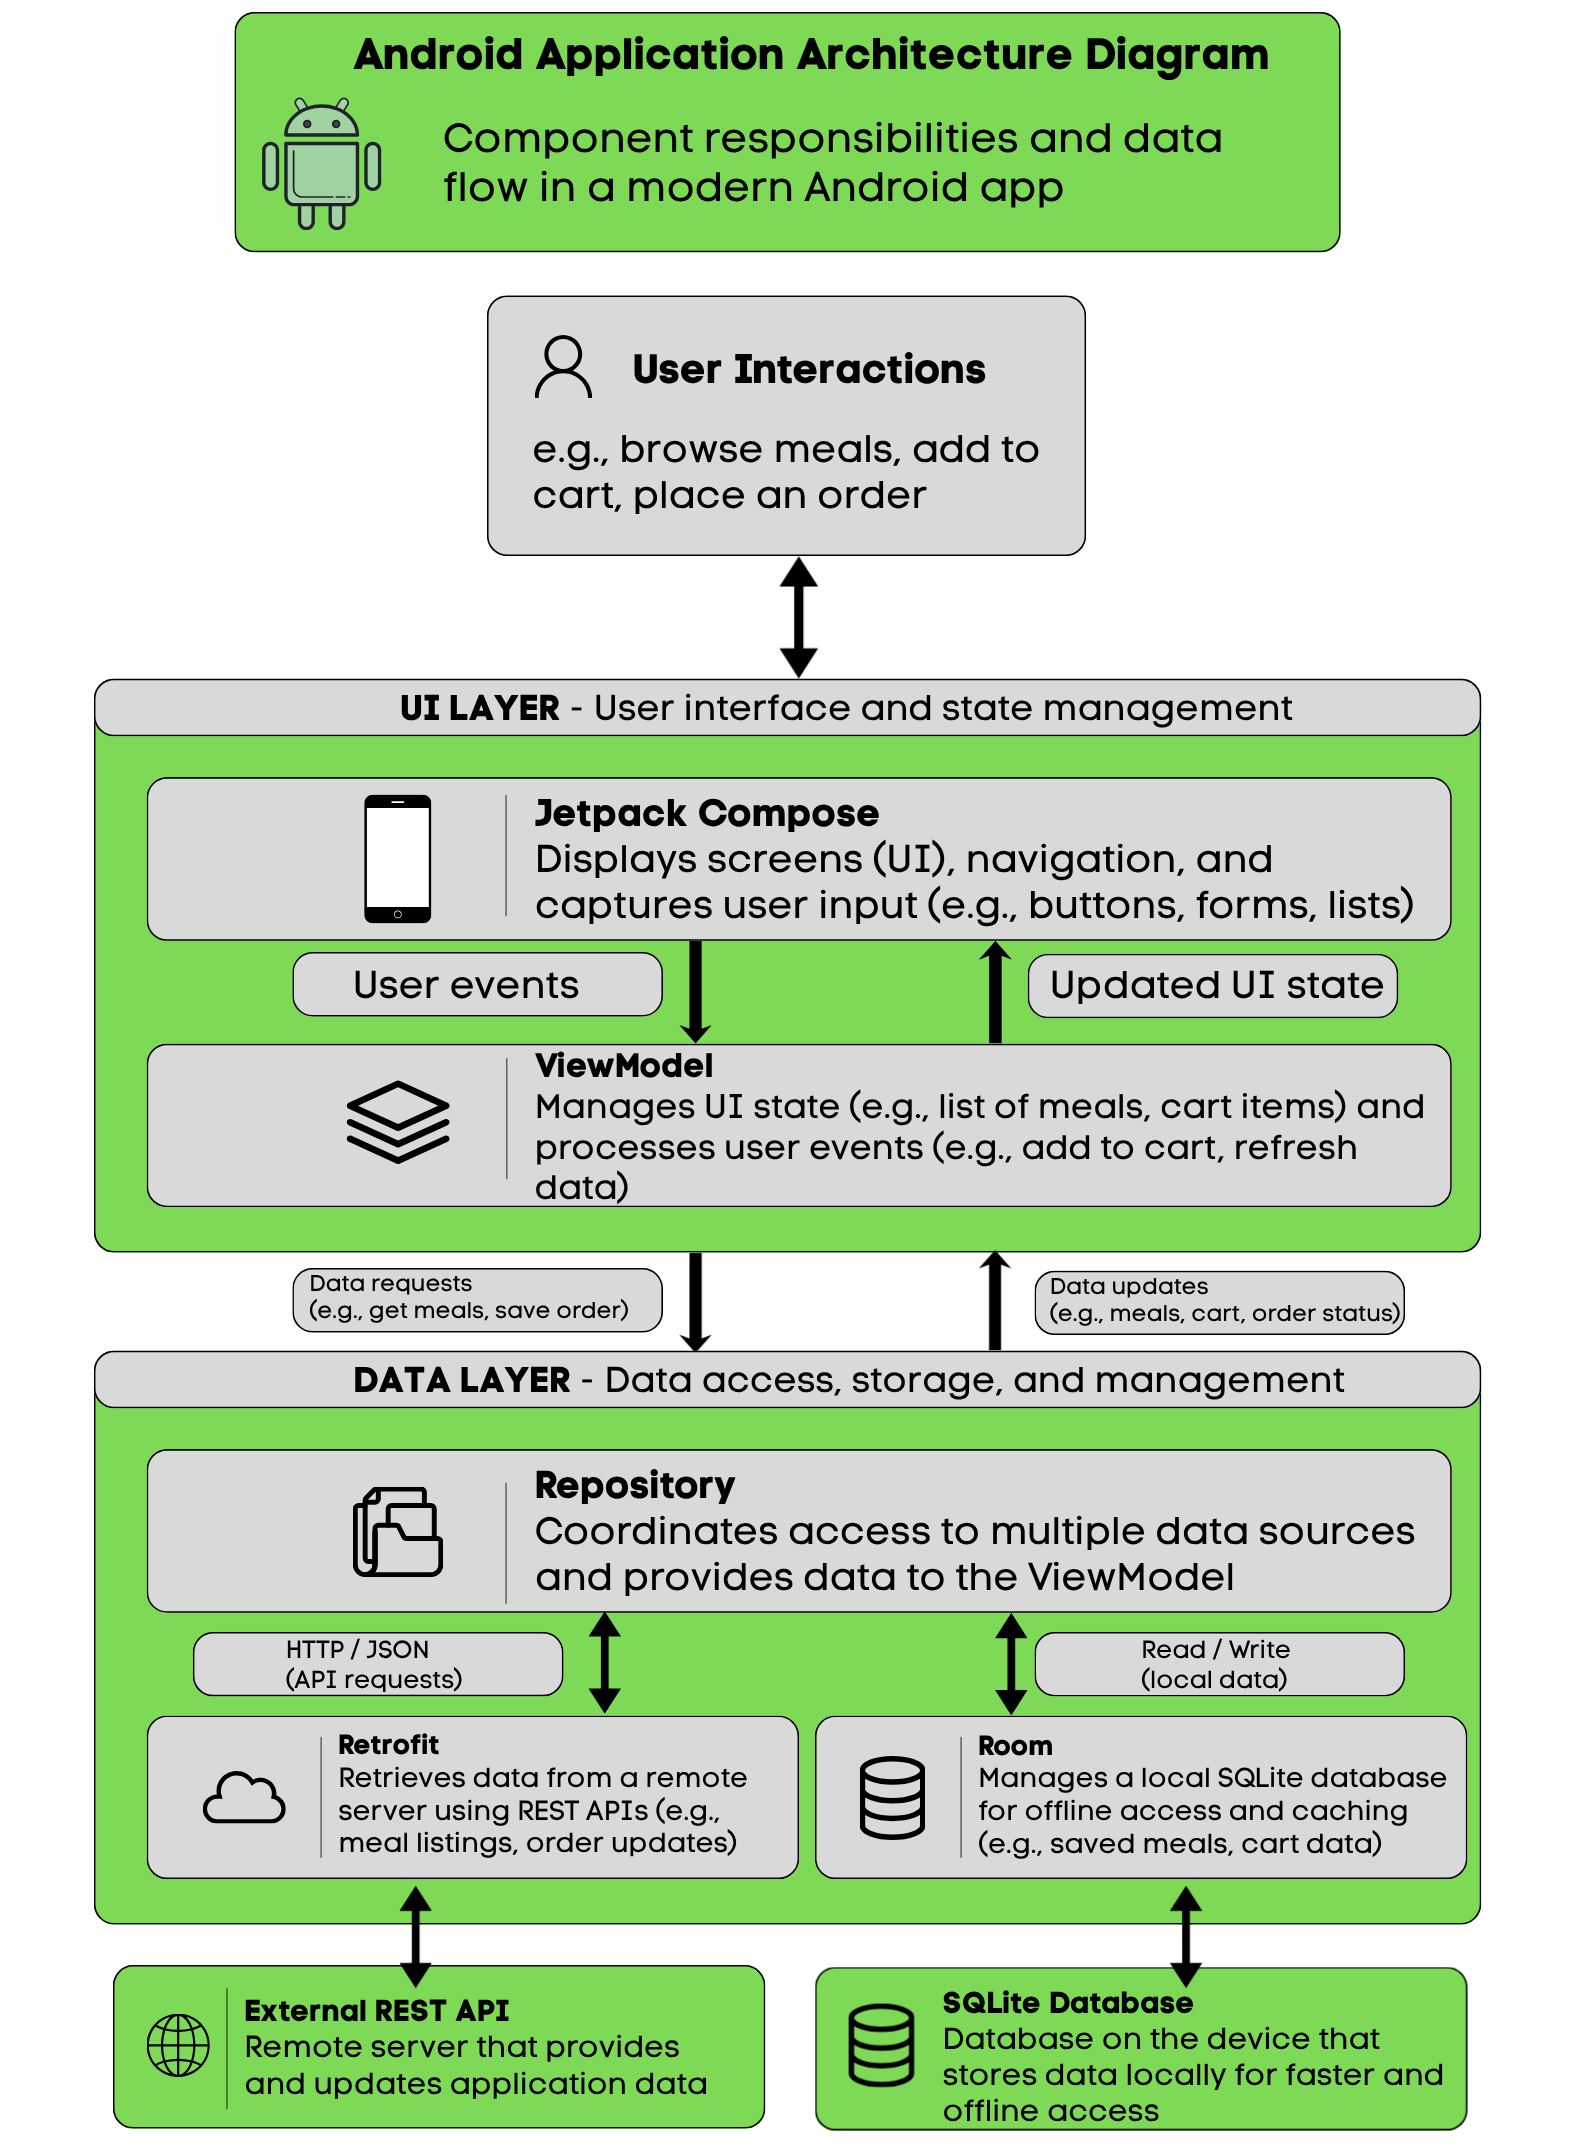 Android Application Architecture Diagram
Component responsibilities and data
flow in a modern Android app
User Interactions
e.g., browse meals, add to
cart, place an order
UI LAYER - User interface and state management
Jetpack Compose
Displays screens (UI), navigation, and
captures user input (e.g., buttons, forms, lists)
User events
Updated UI state
ViewModel
Manages UI state (e.g., list of meals, cart items) and
processes user events (e.g., add to cart, refresh
data)
Data requests
(e.g., get meals, save order)
Data updates
(e.g., meals, cart, order status)
DATA LAYER - Data access, storage, and management
Repository
Coordinates access to multiple data sources
and provides data to the ViewModel
HTTP / JSON
(API requests)
Read / Write
(local data)
Retrofit
Retrieves data from a remote
server using REST APIs (e.g.,
meal listings, order updates)
Room
Manages a local SQLite database
for offline access and caching
(e.g., saved meals, cart data)
External REST API
Remote server that provides
and updates application data
SQLite Database
Database on the device that
stores data locally for faster and
offline access